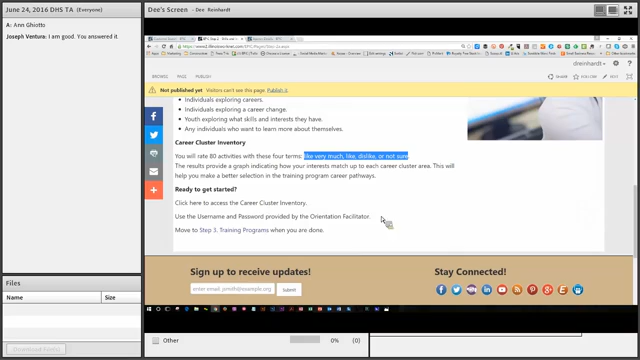 June 24, 2016 DHS TA (Everyone)
Dee's Screen - Dee Reinhardt
A: Ann Ghiotto
Joseph Ventura: I am good. You answered it
dreinhardt
BROWSE PAGE PUBLISH
SHARE FOLLOW EDIT
Not published yet Visitors can't see this page. Publish it.
Individuals exploring careers.
Individuals exploring a career change.
Youth exploring what skills and interests they have.
Any individuals who want to learn more about themselves.
Career Cluster Inventory
You will rate 80 activities with these four terms: like very much, like, dislike, or not sure
The results provide a graph indicating how your interests match up to each career cluster area. This will
help you make a better selection in the training program career pathways.
Ready to get started?
Click here to access the Career Cluster Inventory.
Use the Username and Password provided by the Orientation Facilitator.
Move to Step 3. Training Programs when you are done.
Sign up to receive updates!
Stay Connected!
Submit
Files
Name Size
Download File(s)
Other 0% (0)